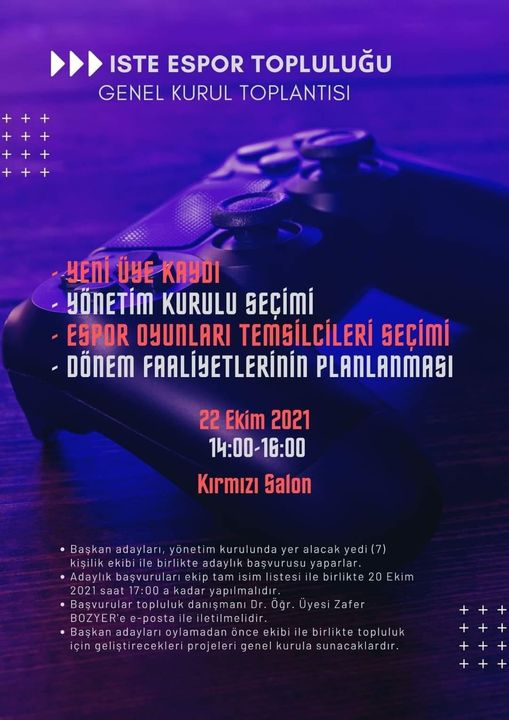 ISTE ESPOR TOPLULUĞU
GENEL KURUL TOPLANTISI
- YENİ ÜYE KAYDI
- YÖNETİM KURULU SEÇİMİ
- ESPOR OYUNLARI TEMSİLCİLERİ SEÇİMİ
- DÖNEM FAALİYETLERİNİN PLANLANMASI
22 Ekim 2021
14:00-16:00
Kırmızı Salon
• Başkan adayları, yönetim kurulunda yer alacak yedi (7)
kişilik ekibi ile birlikte adaylık başvurusu yaparlar.
• Adaylık başvuruları ekip tam isim listesi ile birlikte 20 Ekim
2021 saat 17:00 a kadar yapılmalıdır.
• Başvurular topluluk danışmanı Dr. Öğr. Üyesi Zafer
BOZYER'e e-posta ile iletilmelidir.
• Başkan adayları oylamadan önce ekibi ile birlikte topluluk
için geliştirecekleri projeleri genel kurula sunacaklardır.